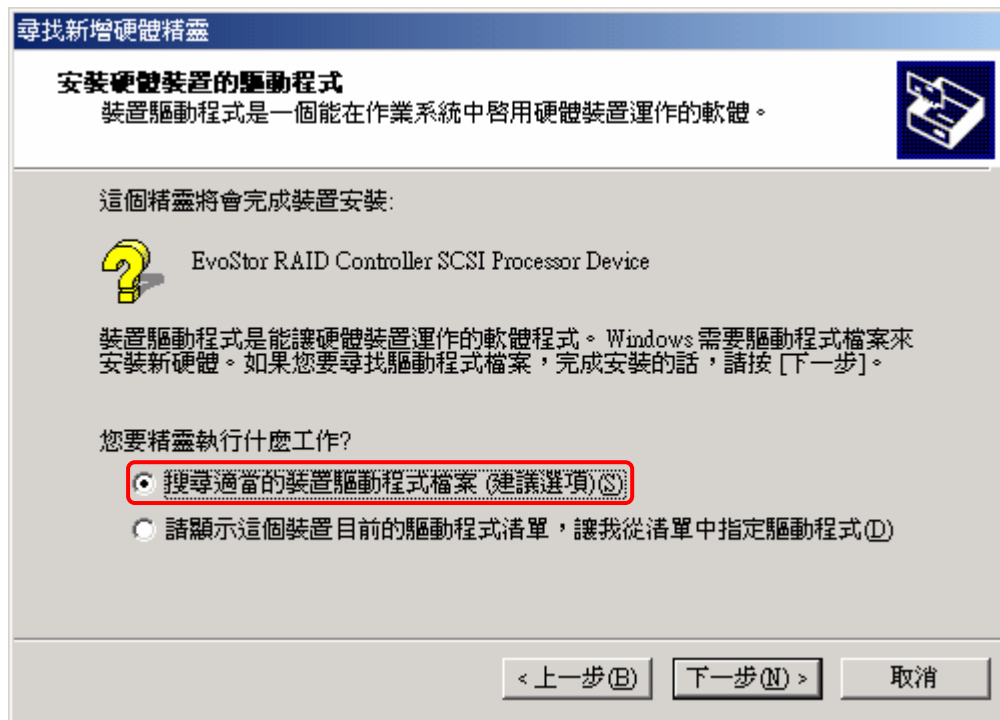 尋找新增硬體精靈
安裝硬體裝置的驅動程式
裝置驅動程式是一個能在作業系統中啓用硬體裝置運作的軟體。
這個精靈將會完成裝置安裝:
EvoStor RAID Controller SCSI Processor Device
裝置驅動程式是能讓硬體裝置運作的軟體程式。Windows 需要驅動程式檔案來
安裝新硬體。如果您要尋找驅動程式檔案，完成安裝的話，請按 [下一步]。
您要精靈執行什麼工作?
搜尋適當的裝置驅動程式檔案 (建議選項)(S)
請顯示這個裝置目前的驅動程式清單，讓我從清單中指定驅動程式(D)
< 上一步(B) 下一步(N) > 取消